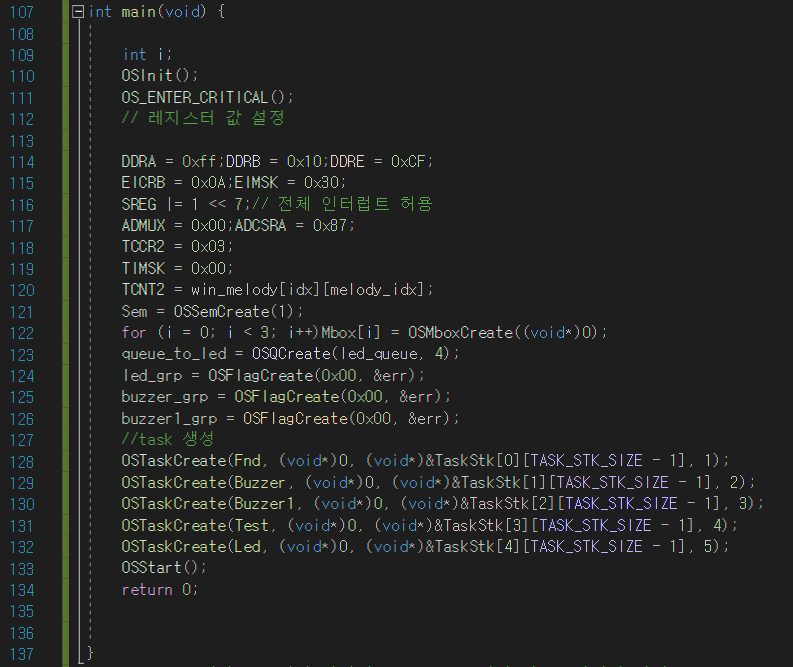 107 int main(void) {
108
109 int i;
110 OSInit();
111 OS_ENTER_CRITICAL();
112 // 레지스터 값 설정
113
114 DDRA = 0xff;DDRB = 0x10;DDRE = 0xCF;
115 EICRB = 0x0A;EIMSK = 0x30;
116 SREG |= 1 << 7;// 전체 인터럽트 허용
117 ADMUX = 0x00;ADCSRA = 0x87;
118 TCCR2 = 0x03;
119 TIMSK = 0x00;
120 TCNT2 = win_melody[idx][melody_idx];
121 Sem = OSSemCreate(1);
122 for (i = 0; i < 3; i++)Mbox[i] = OSMboxCreate((void*)0);
123 queue_to_led = OSQCreate(led_queue, 4);
124 led_grp = OSFlagCreate(0x00, &err);
125 buzzer_grp = OSFlagCreate(0x00, &err);
126 buzzer1_grp = OSFlagCreate(0x00, &err);
127 //task 생성
128 OSTaskCreate(Fnd, (void*)0, (void*)&TaskStk[0][TASK_STK_SIZE - 1], 1);
129 OSTaskCreate(Buzzer, (void*)0, (void*)&TaskStk[1][TASK_STK_SIZE - 1], 2);
130 OSTaskCreate(Buzzer1, (void*)0, (void*)&TaskStk[2][TASK_STK_SIZE - 1], 3);
131 OSTaskCreate(Test, (void*)0, (void*)&TaskStk[3][TASK_STK_SIZE - 1], 4);
132 OSTaskCreate(Led, (void*)0, (void*)&TaskStk[4][TASK_STK_SIZE - 1], 5);
133 OSStart();
134 return 0;
135
136
137 }